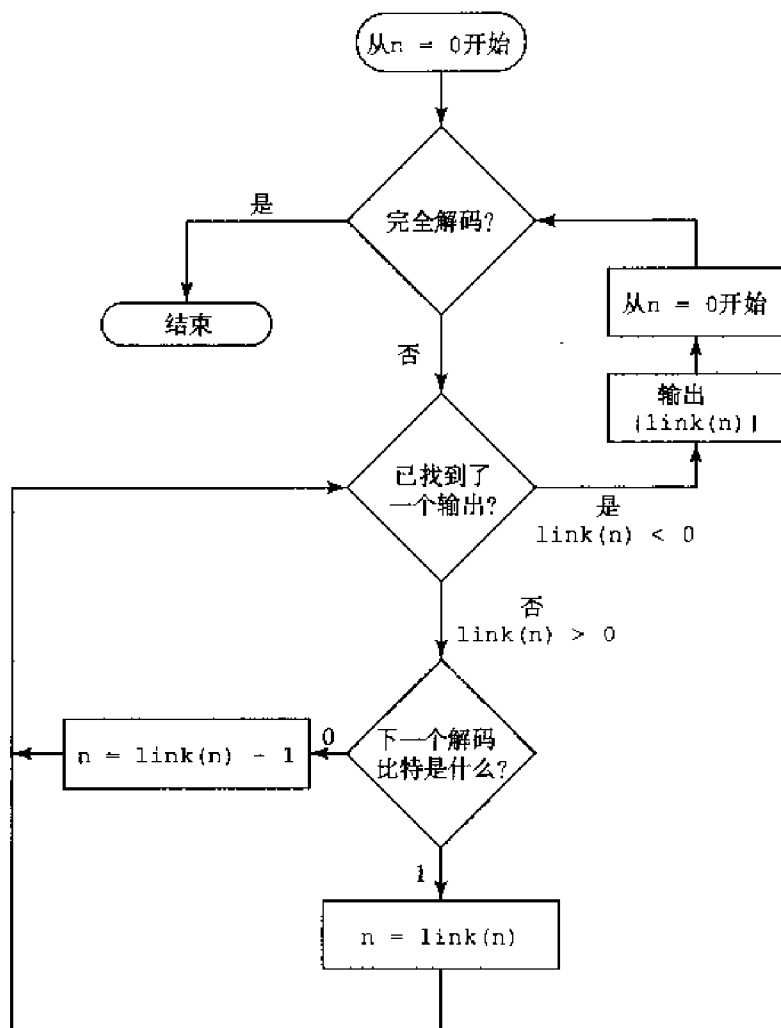 从n = 0开始
完全解码?
是
结束
否
从n = 0开始
输出
|link(n)|
已找到了
一个输出?
是
link(n) < 0
否
link(n) > 0
下一个解码
比特是什么?
0
n = link(n) - 1
1
n = link(n)